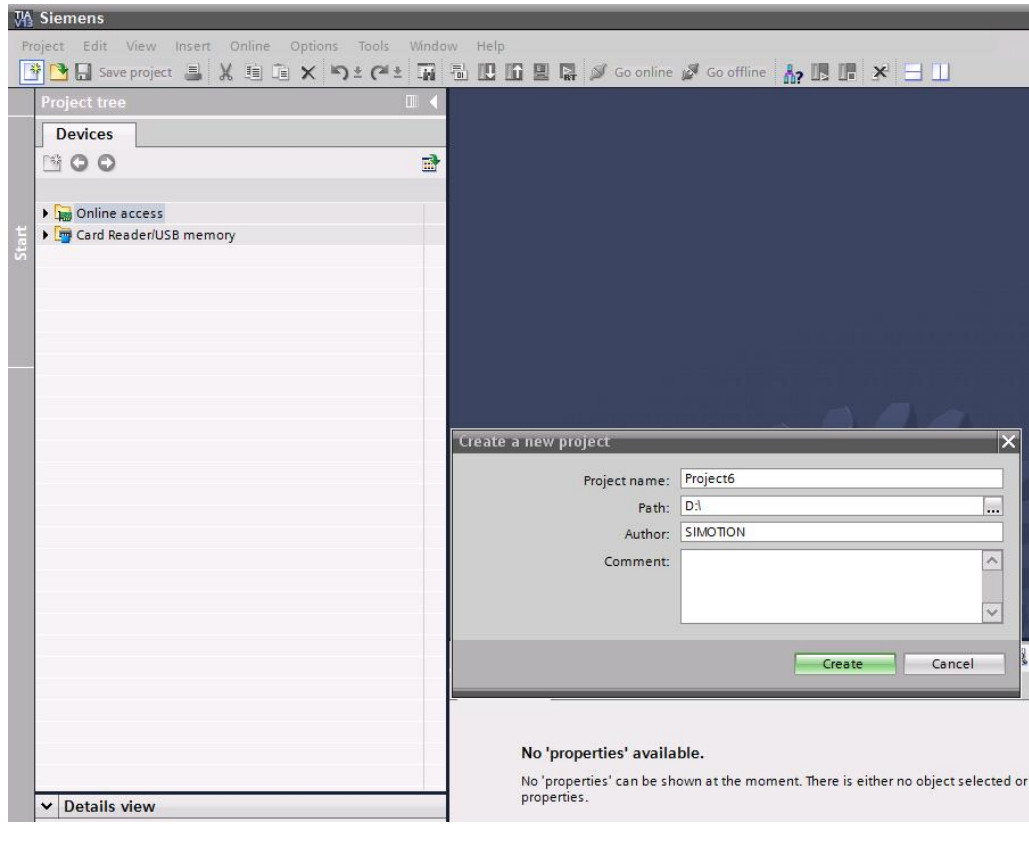 TIA V13 Siemens
Project Edit View Insert Online Options Tools Window Help
Save project Go online Go offline
Project tree
Devices
Online access
Card Reader/USB memory
Start
Create a new project
Project name: Project6
Path: D:\ ...
Author: SIMOTION
Comment:
Create Cancel
No 'properties' available.
No 'properties' can be shown at the moment. There is either no object selected or
properties.
Details view